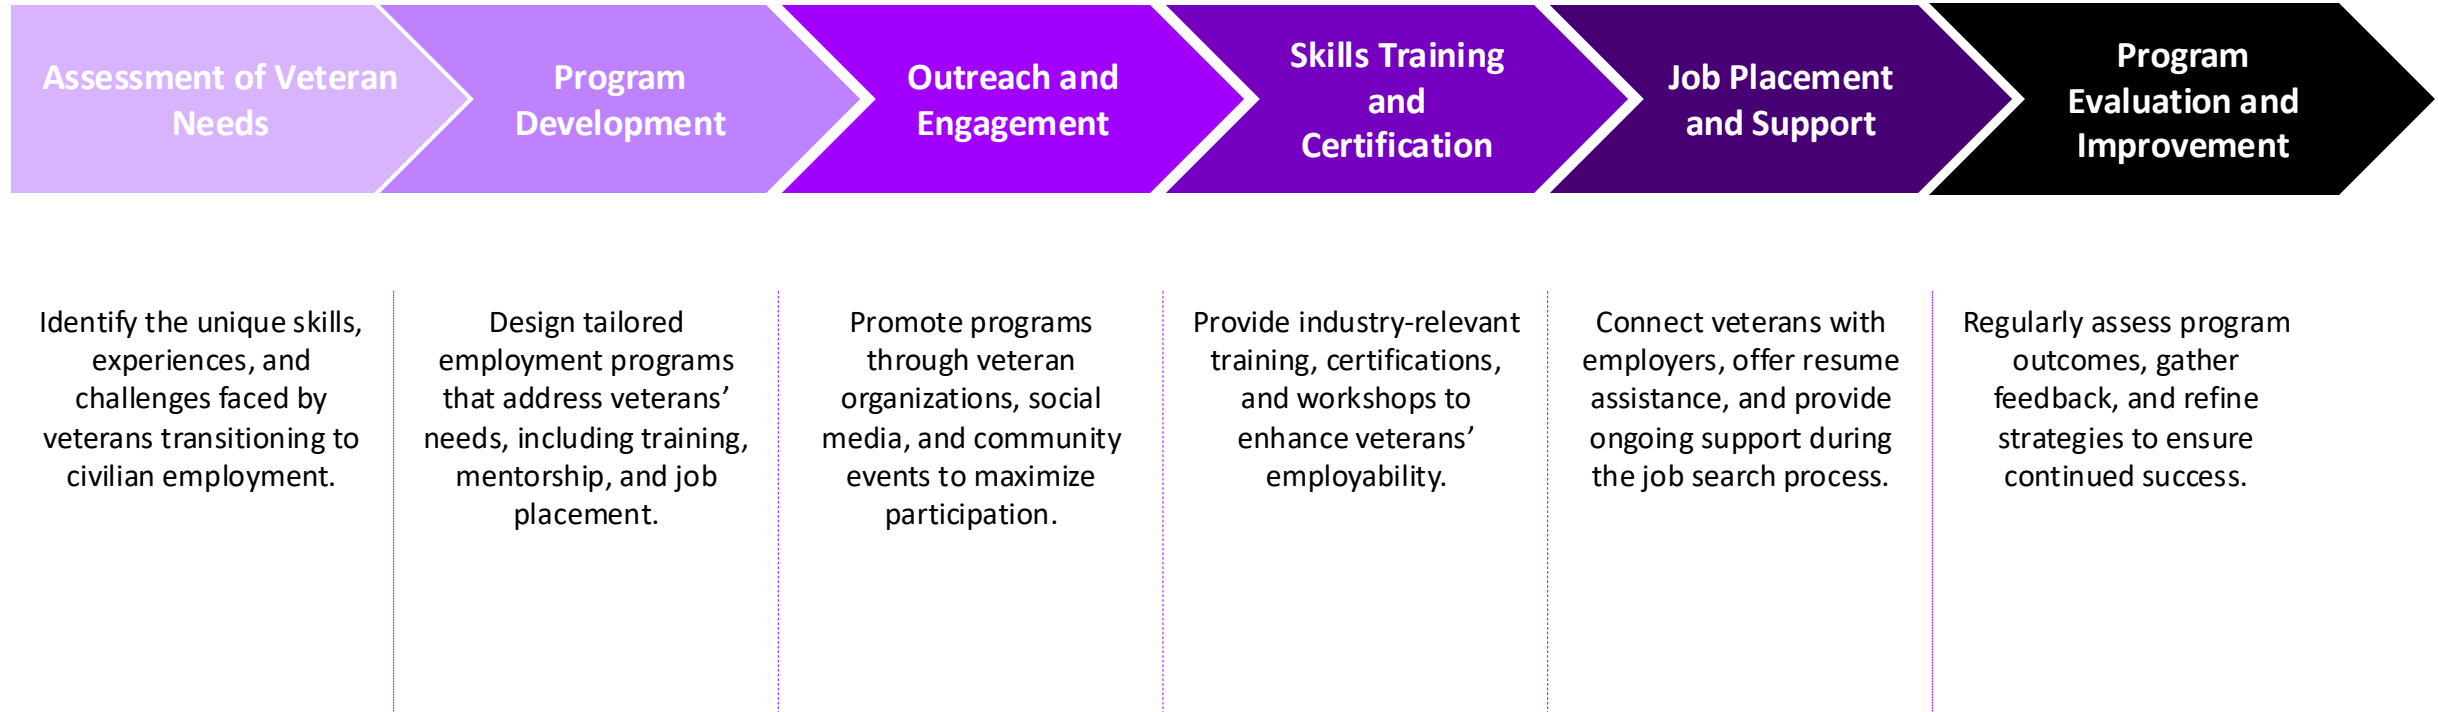 Assessment of Veteran
Needs
Program
Development
Outreach and
Engagement
Skills Training
and
Certification
Job Placement
and Support
Program
Evaluation and
Improvement
Identify the unique skills,
experiences, and
challenges faced by
veterans transitioning to
civilian employment.
Design tailored
employment programs
that address veterans’
needs, including training,
mentorship, and job
placement.
Promote programs
through veteran
organizations, social
media, and community
events to maximize
participation.
Provide industry-relevant
training, certifications,
and workshops to
enhance veterans’
employability.
Connect veterans with
employers, offer resume
assistance, and provide
ongoing support during
the job search process.
Regularly assess program
outcomes, gather
feedback, and refine
strategies to ensure
continued success.